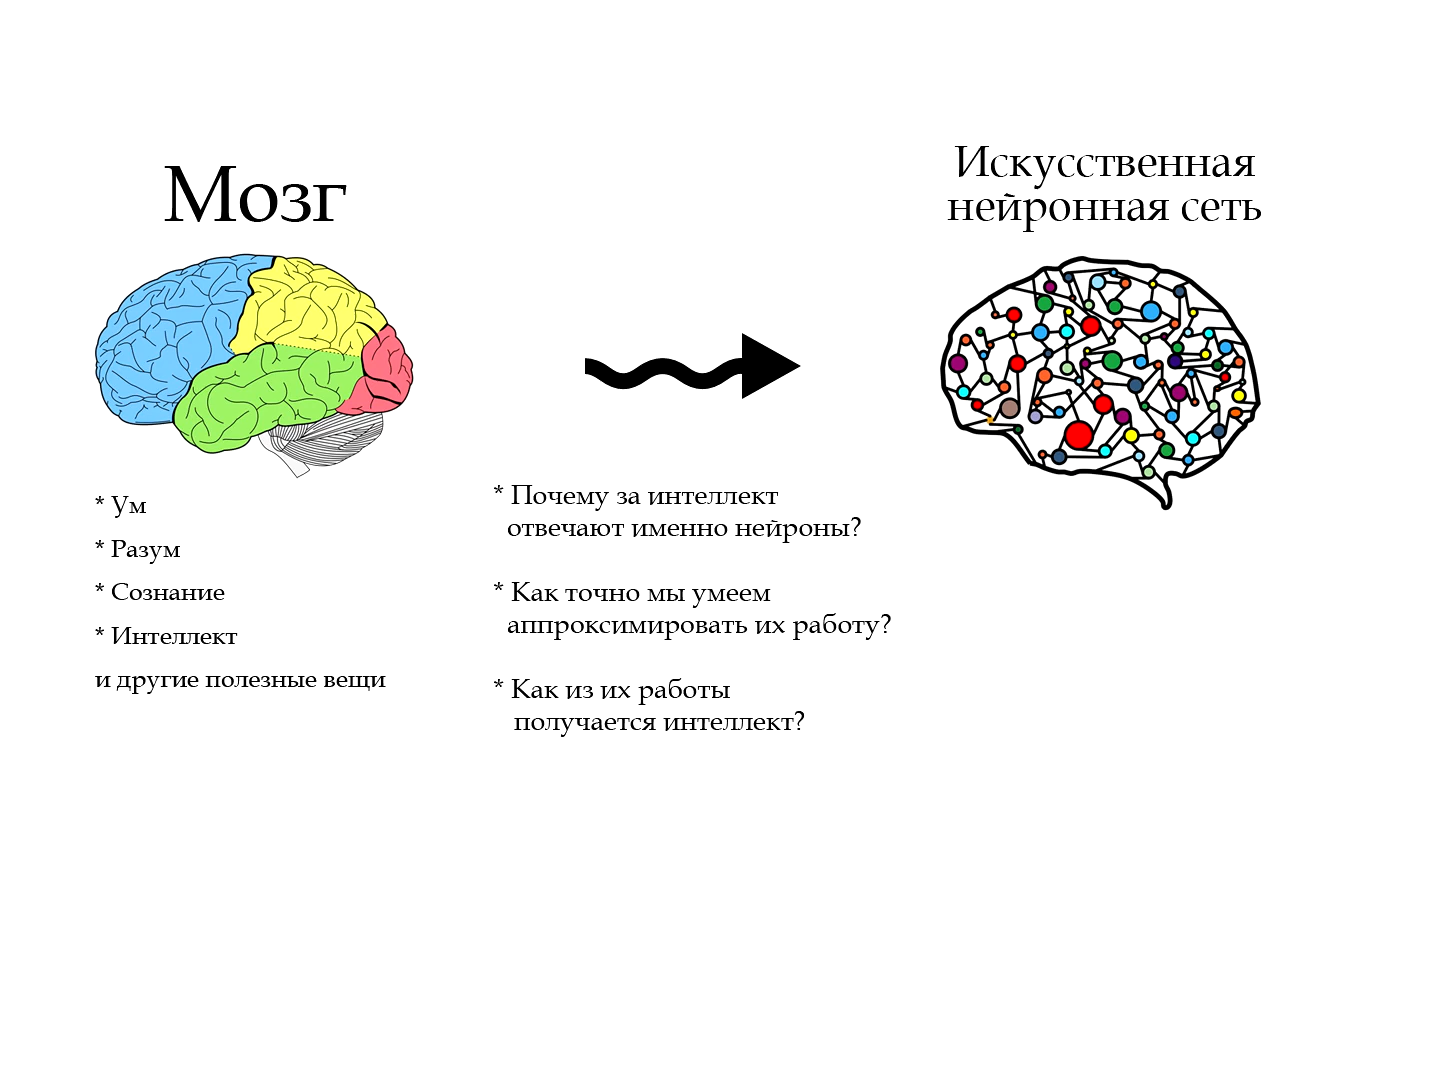 Мозг
* Ум
* Разум
* Сознание
* Интеллект
и другие полезные вещи
* Почему за интеллект
отвечают именно нейроны?
* Как точно мы умеем
аппроксимировать их работу?
* Как из их работы
получается интеллект?
Искусственная
нейронная сеть